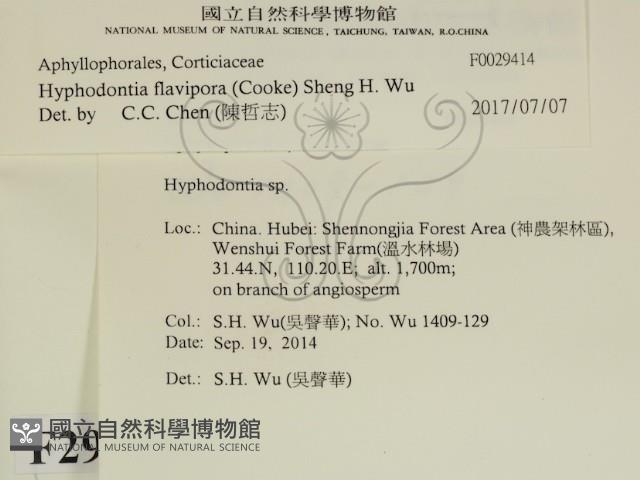 國立自然科學博物館
NATIONAL MUSEUM OF NATURAL SCIENCE, TAICHUNG, TAIWAN, R.O.CHINA
Aphyllophorales, Corticiaceae F0029414
Hyphodontia flavipora (Cooke) Sheng H. Wu
Det. by C.C. Chen (陳哲志) 2017/07/07
Hyphodontia sp.
Loc.: China. Hubei: Shennongjia Forest Area (神農架林區),
Wenshui Forest Farm(溫水林場)
31.44.N, 110.20.E; alt. 1,700m;
on branch of angiosperm
Col.: S.H. Wu(吳聲華); No. Wu 1409-129
Date: Sep. 19, 2014
Det.: S.H. Wu (吳聲華)
國立自然科學博物館
NATIONAL MUSEUM OF NATURAL SCIENCE
F29